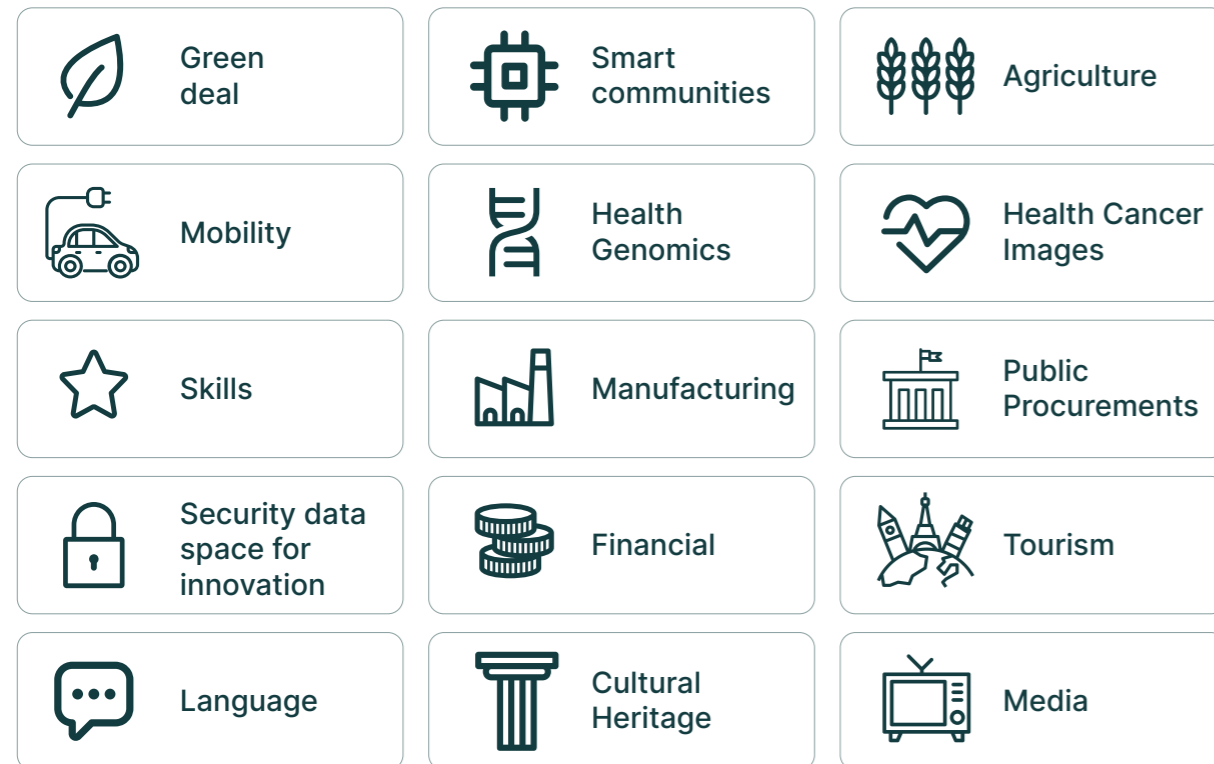 Green
deal
Smart
communities
Agriculture
Mobility
Health
Genomics
Health Cancer
Images
Skills
Manufacturing
Public
Procurements
Security data
space for
innovation
Financial
Tourism
Language
Cultural
Heritage
Media